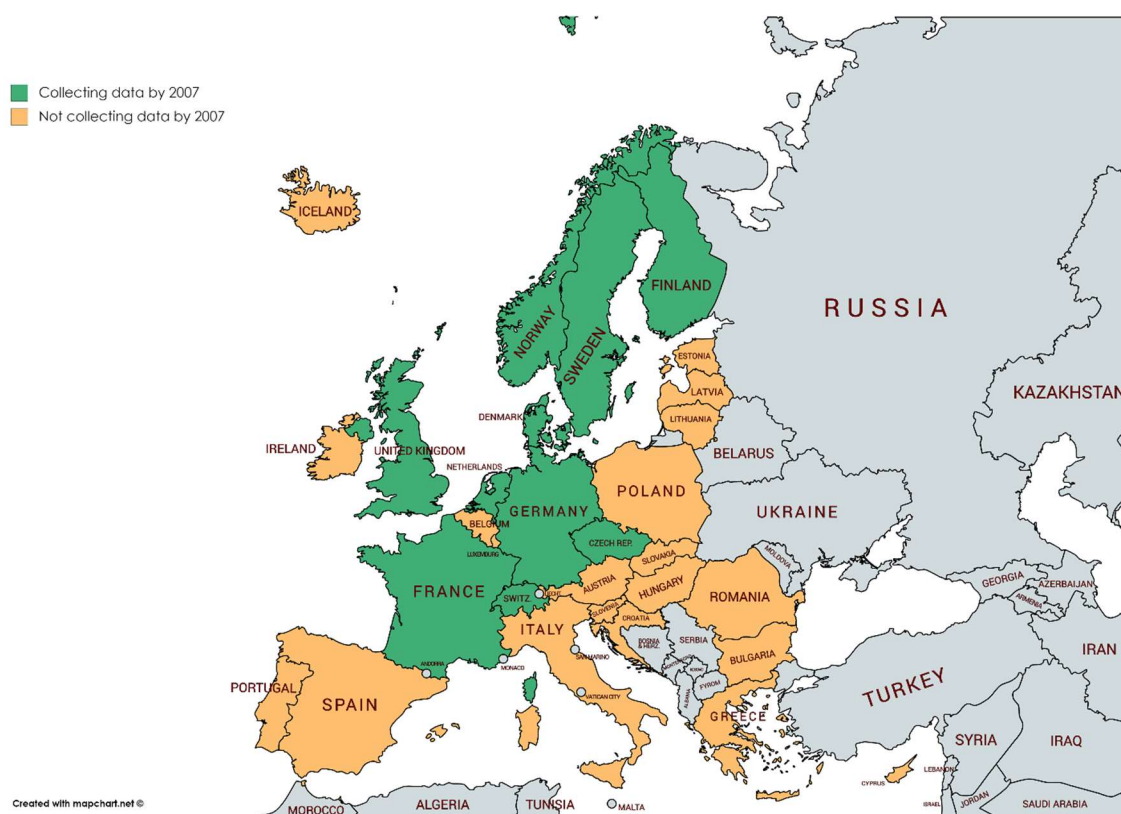 Collecting data by 2007
Not collecting data by 2007
ICELAND
FINLAND
NORWAY
SWEDEN
RUSSIA
ESTONIA
LATVIA
LITHUANIA
KAZAKHSTAN
DENMARK
IRELAND
UNITED KINGDOM
NETHERLANDS
BELARUS
POLAND
GERMANY
UKRAINE
BELGIUM
LUXEMBURG
CZECH REP.
SLOVAKIA
MOLDOVA
FRANCE
SWITZ.
LIECHT.
AUSTRIA
HUNGARY
ROMANIA
GEORGIA
AZERBAIJAN
ARMENIA
SLOVENIA
CROATIA
ITALY
BOSNIA
& HERZ.
SERBIA
SAN MARINO
MONACO
ANDORRA
MONTENEGRO
KOSOVO
BULGARIA
IRAN
PORTUGAL
SPAIN
VATICAN CITY
FYROM
ALBANIA
TURKEY
GREECE
SYRIA
IRAQ
CYPRUS
LEBANON
Created with mapchart.net ©
MOROCCO
ALGERIA
TUNISIA
MALTA
ISRAEL
JORDAN
SAUDI ARABIA